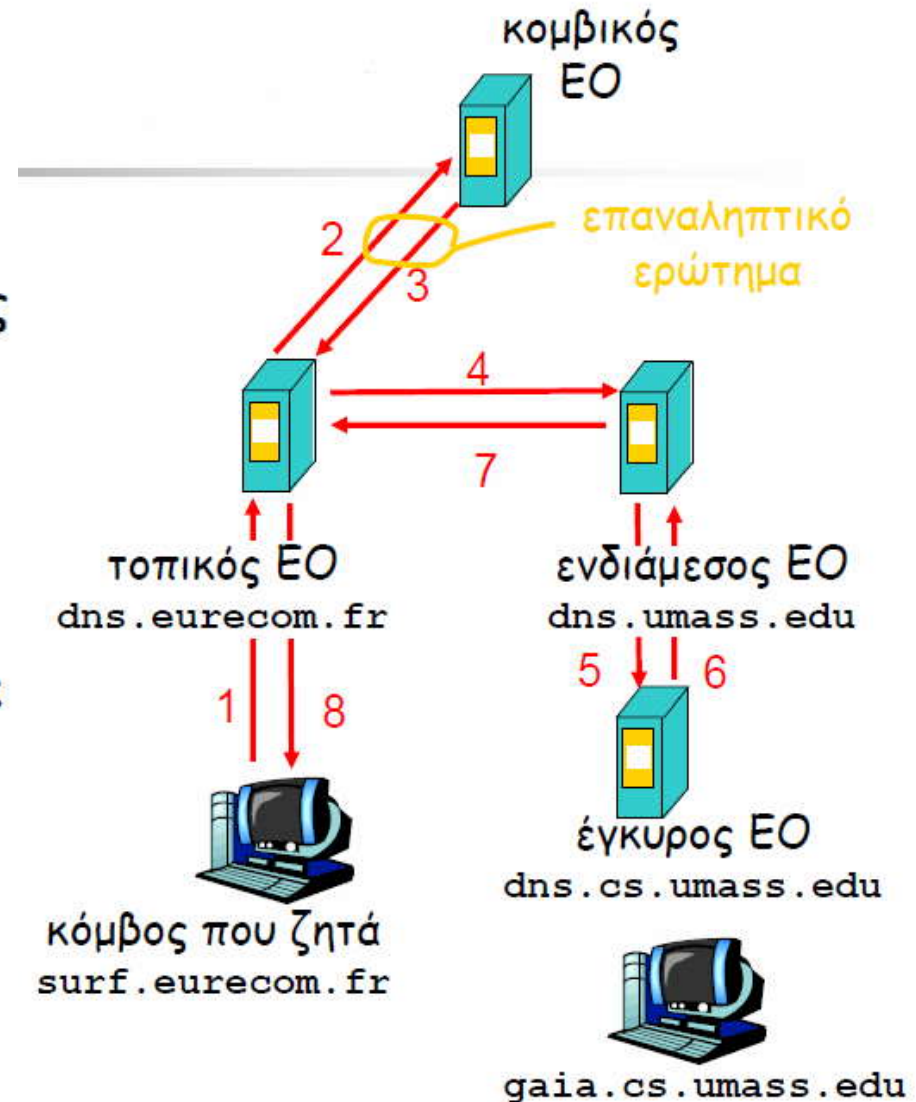 κομβικός
ΕΟ
επαναληπτικό
ερώτημα
2
3
ς
4
7
τοπικός ΕΟ
dns.eurecom.fr
ενδιάμεσος ΕΟ
dns.umass.edu
5
6
ς
1
8
έγκυρος ΕΟ
dns.cs.umass.edu
κόμβος που ζητά
surf.eurecom.fr
gaia.cs.umass.edu